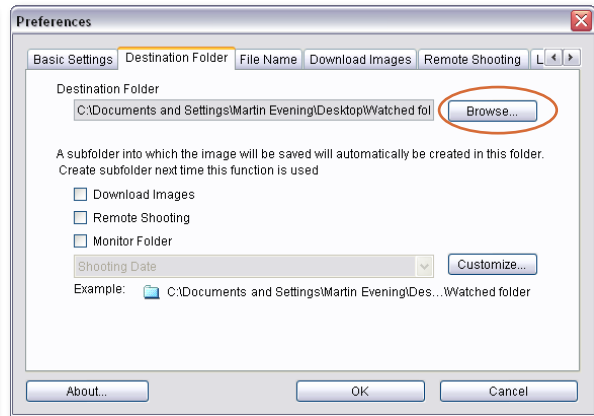 Preferences
Basic Settings Destination Folder File Name Download Images Remote Shooting L
Destination Folder
C:\Documents and Settings\Martin Evening\Desktop\Watched fol Browse...
A subfolder into which the image will be saved will automatically be created in this folder.
Create subfolder next time this function is used
Download Images
Remote Shooting
Monitor Folder
Shooting Date Customize...
Example: C:\Documents and Settings\Martin Evening\Des...\Watched folder
About... OK Cancel